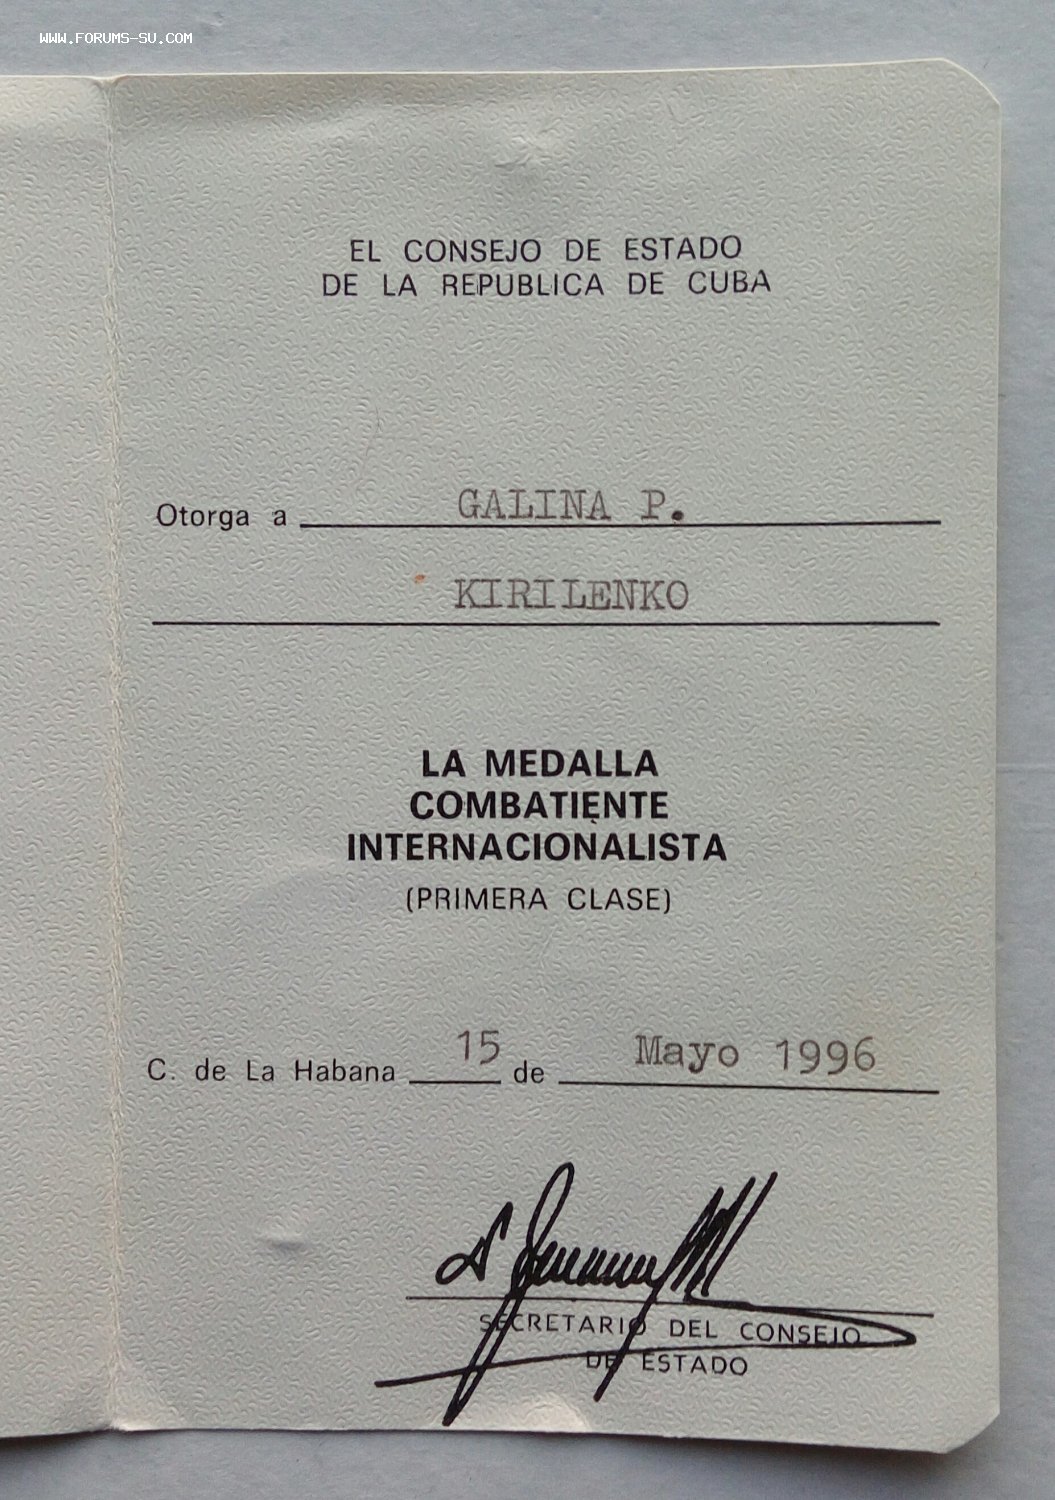 WWW.FORUMS-SU.COM
EL CONSEJO DE ESTADO
DE LA REPUBLICA DE CUBA
Otorga a GALINA P.
KIRILENKO
LA MEDALLA
COMBATIENTE
INTERNACIONALISTA
(PRIMERA CLASE)
C. de La Habana 15 de Mayo 1996
SECRETARIO DEL CONSEJO
DE ESTADO